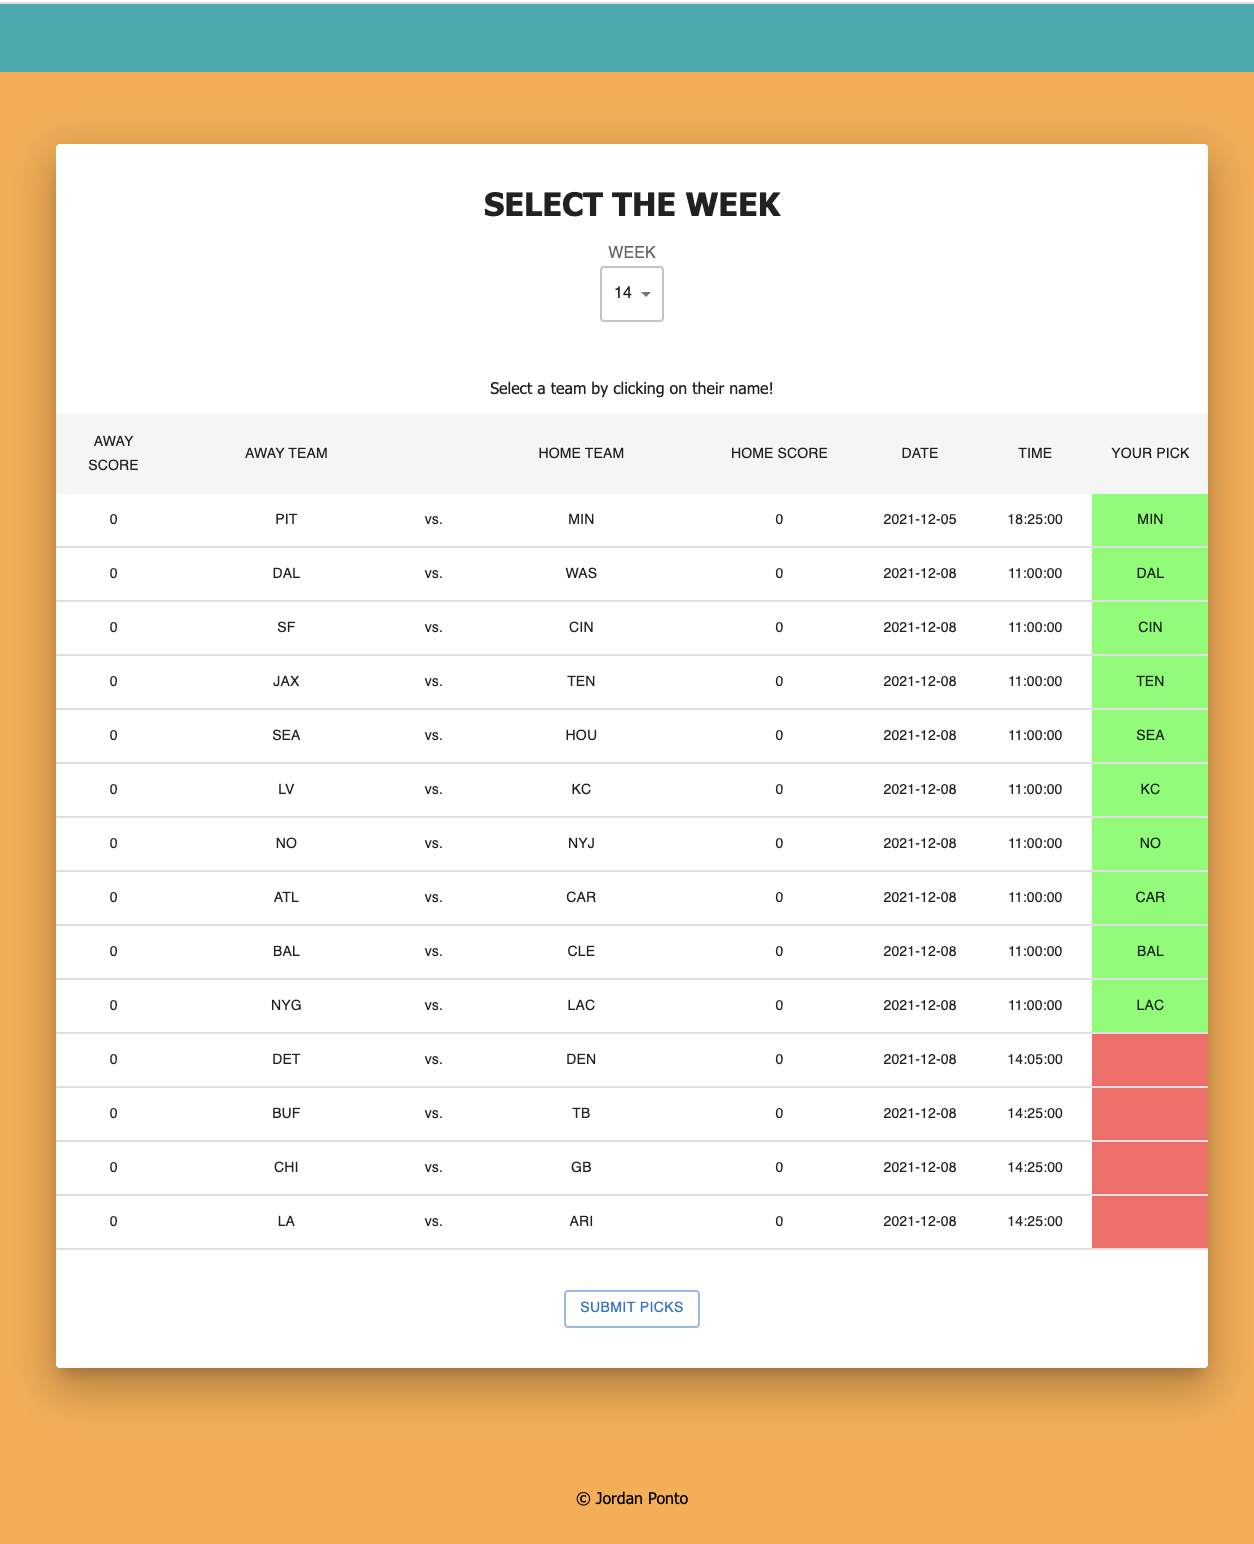 SELECT THE WEEK
WEEK
14
Select a team by clicking on their name!
AWAY SCORE AWAY TEAM HOME TEAM HOME SCORE DATE TIME YOUR PICK
0 PIT vs. MIN 0 2021-12-05 18:25:00 MIN
0 DAL vs. WAS 0 2021-12-08 11:00:00 DAL
0 SF vs. CIN 0 2021-12-08 11:00:00 CIN
0 JAX vs. TEN 0 2021-12-08 11:00:00 TEN
0 SEA vs. HOU 0 2021-12-08 11:00:00 SEA
0 LV vs. KC 0 2021-12-08 11:00:00 KC
0 NO vs. NYJ 0 2021-12-08 11:00:00 NO
0 ATL vs. CAR 0 2021-12-08 11:00:00 CAR
0 BAL vs. CLE 0 2021-12-08 11:00:00 BAL
0 NYG vs. LAC 0 2021-12-08 11:00:00 LAC
0 DET vs. DEN 0 2021-12-08 14:05:00
0 BUF vs. TB 0 2021-12-08 14:25:00
0 CHI vs. GB 0 2021-12-08 14:25:00
0 LA vs. ARI 0 2021-12-08 14:25:00
SUBMIT PICKS
© Jordan Ponto